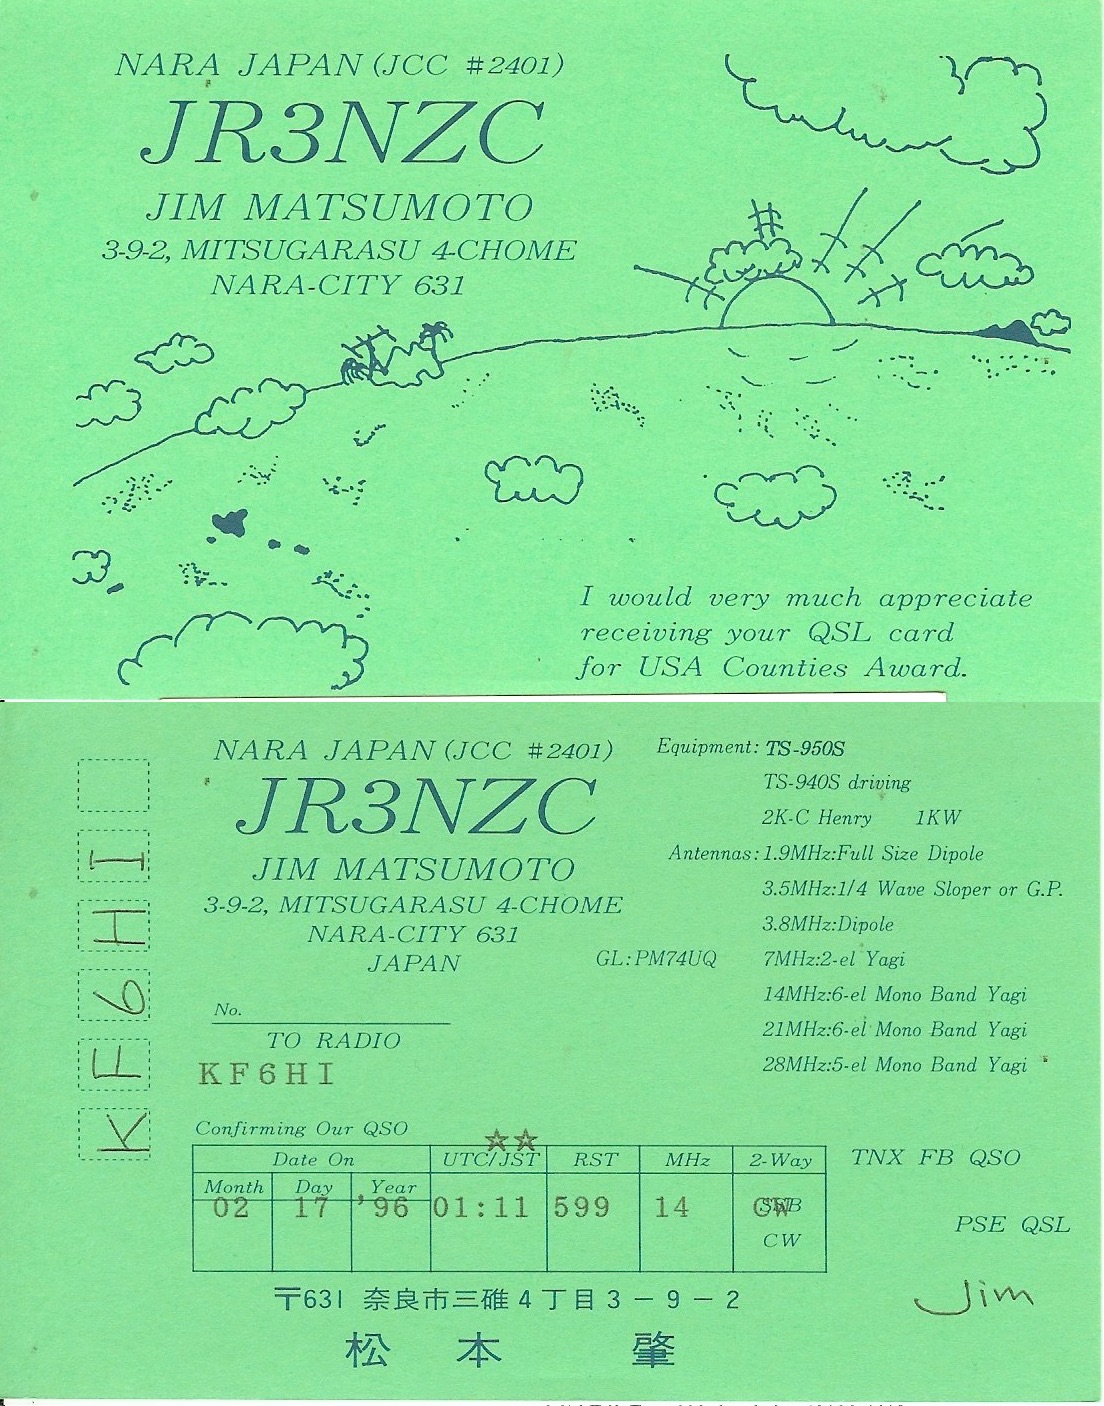 NARA JAPAN (JCC #2401)
JR3NZC
JIM MATSUMOTO
3-9-2, MITSUGARASU 4-CHOME
NARA-CITY 631
I would very much appreciate
receiving your QSL card
for USA Counties Award.
NARA JAPAN (JCC #2401)
JR3NZC
JIM MATSUMOTO
3-9-2, MITSUGARASU 4-CHOME
NARA-CITY 631
JAPAN
GL:PM74UQ
Equipment: TS-950S
TS-940S driving
2K-C Henry 1KW
Antennas:1.9MHz:Full Size Dipole
3.5MHz:1/4 Wave Sloper or G.P.
3.8MHz:Dipole
7MHz:2-el Yagi
14MHz:6-el Mono Band Yagi
21MHz:6-el Mono Band Yagi
28MHz:5-el Mono Band Yagi
KF6HI
No.
TO RADIO
KF6HI
Confirming Our QSO
☆☆
Date On UTC/JST RST MHz 2-Way
Month Day Year
02 17 '96 01:11 599 14 CW
SSB
CW
TNX FB QSO
PSE QSL
Jim
〒631 奈良市三碓4丁目3-9-2
松本 肇